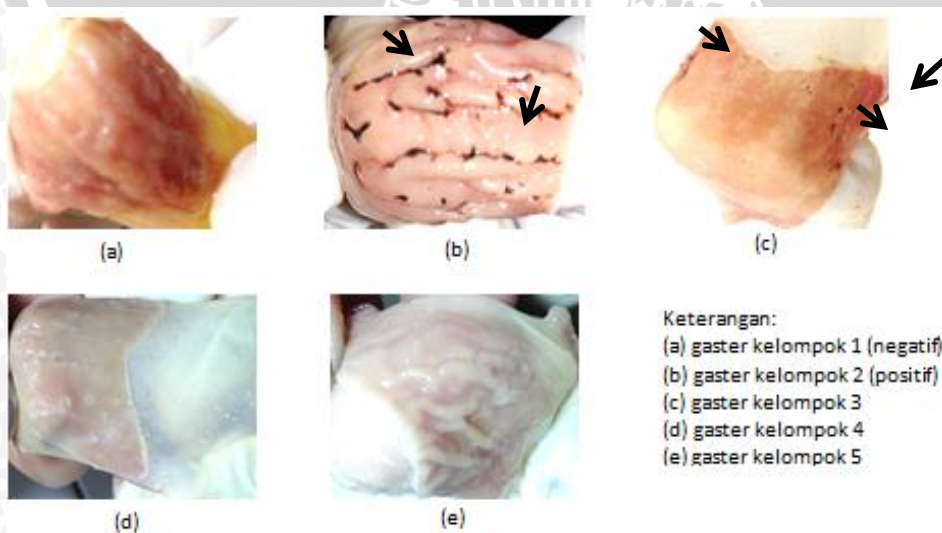 (a)
(b)
(c)
(d)
(e)
Keterangan:
(a) gaster kelompok 1 (negatif)
(b) gaster kelompok 2 (positif)
(c) gaster kelompok 3
(d) gaster kelompok 4
(e) gaster kelompok 5